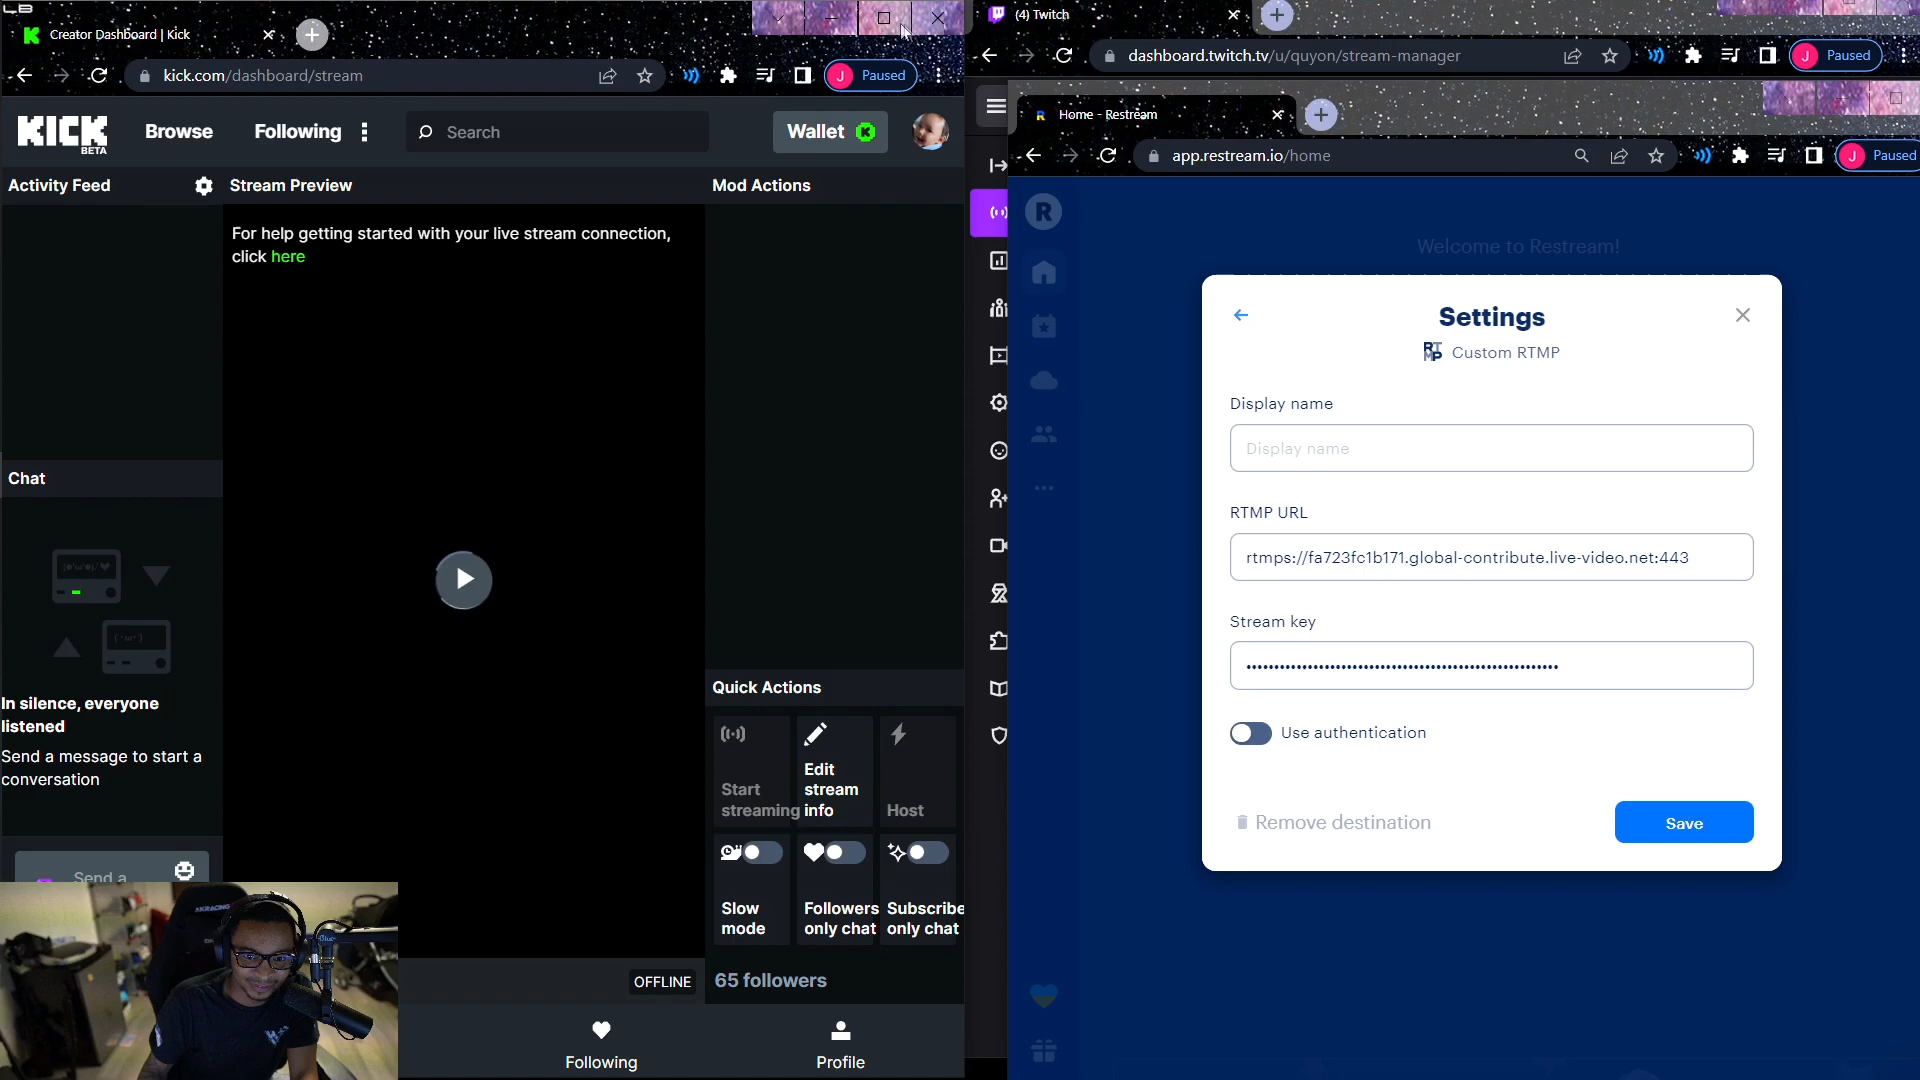 Creator Dashboard | Kick
kick.com/dashboard/stream
Paused
KICK
BETA
Browse
Following
Search
Wallet
Activity Feed
Stream Preview
Mod Actions
For help getting started with your live stream connection,
click here
Chat
In silence, everyone
listened
Send a message to start a
conversation
Send a
Quick Actions
Start
streaming
Edit
stream
info
Host
Slow
mode
Followers
only chat
Subscribe
only chat
OFFLINE
65 followers
Following
Profile
(4) Twitch
dashboard.twitch.tv/u/quyon/stream-manager
Paused
Home - Restream
app.restream.io/home
Paused
Welcome to Restream!
Settings
Custom RTMP
Display name
Display name
RTMP URL
rtmps://fa723fc1b171.global-contribute.live-video.net:443
Stream key
Use authentication
Remove destination
Save